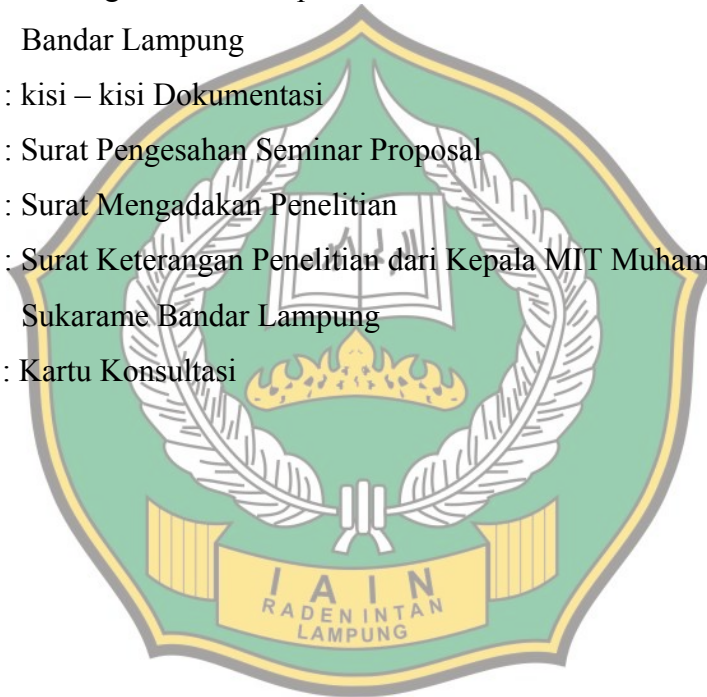 Bandar Lampung
: kisi – kisi Dokumentasi
: Surat Pengesahan Seminar Proposal
: Surat Mengadakan Penelitian
: Surat Keterangan Penelitian dari Kepala MIT Muham
Sukarame Bandar Lampung
: Kartu Konsultasi
I A I N
RADEN INTAN
LAMPUNG